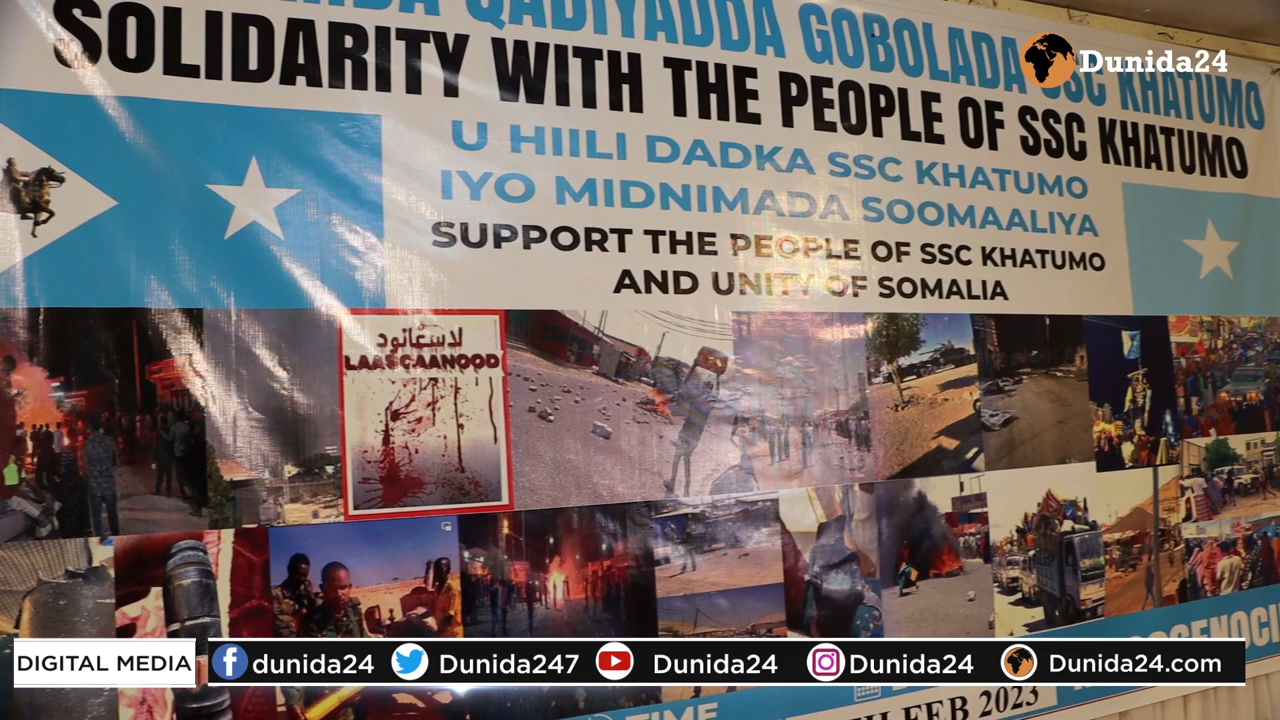 QADIYADDA GOBOLADA SSC KHATUMO
Dunida24
SOLIDARITY WITH THE PEOPLE OF SSC KHATUMO
U HIILI DADKA SSC KHATUMO
IYO MIDNIMADA SOOMAALIYA
SUPPORT THE PEOPLE OF SSC KHATUMO
AND UNITY OF SOMALIA
لاسعانود
LAASCAANOOD
DIGITAL MEDIA
dunida24
Dunida247
Dunida24
Dunida24
Dunida24.com
TIME
FEB 2023